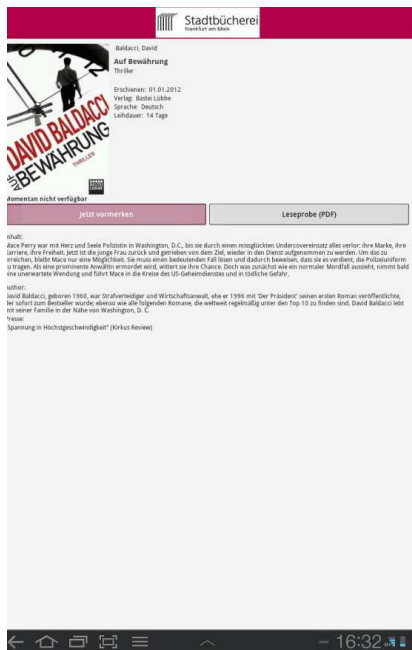 Stadtbücherei
Frankfurt am Main
Baldacci, David
Auf Bewährung
Thriller
Erschienen: 01.01.2012
Verlag: Bastei Lübbe
Sprache: Deutsch
Leihdauer: 14 Tage
DAVID BALDACCI
AUF
BEWÄHRUNG
THRILLER
Momentan nicht verfügbar
Jetzt vormerken
Leseprobe (PDF)
nhalt:
Mace Perry war mit Herz und Seele Polizistin in Washington, D.C., bis sie durch einen missglückten Undercovereinsatz alles verlor: ihre Marke, ihre
Karriere, ihre Freiheit. Jetzt ist die junge Frau zurück und getrieben von dem Ziel, wieder in den Dienst aufgenommen zu werden. Um das zu
erreichen, bleibt Mace nur eine Möglichkeit. Sie muss einen bedeutenden Fall lösen und dadurch beweisen, dass sie es verdient, die Polizeiuniform
zu tragen. Als eine prominente Anwältin ermordet wird, wittert sie ihre Chance. Doch was zunächst wie ein normaler Mordfall aussieht, nimmt bald
eine unerwartete Wendung und führt Mace in die Kreise des US-Geheimdienstes und in tödliche Gefahr.
Author:
David Baldacci, geboren 1960, war Strafverteidiger und Wirtschaftsanwalt, ehe er 1996 mit 'Der Präsident' seinen ersten Roman veröffentlichte,
der sofort zum Bestseller wurde; ebenso wie alle folgenden Romane, die weltweit regelmäßig unter den Top 10 zu finden sind. David Baldacci lebt
mit seiner Familie in der Nähe von Washington, D. C.
Presse:
"Spannung in Höchstgeschwindigkeit" (Kirkus Review)
16:32